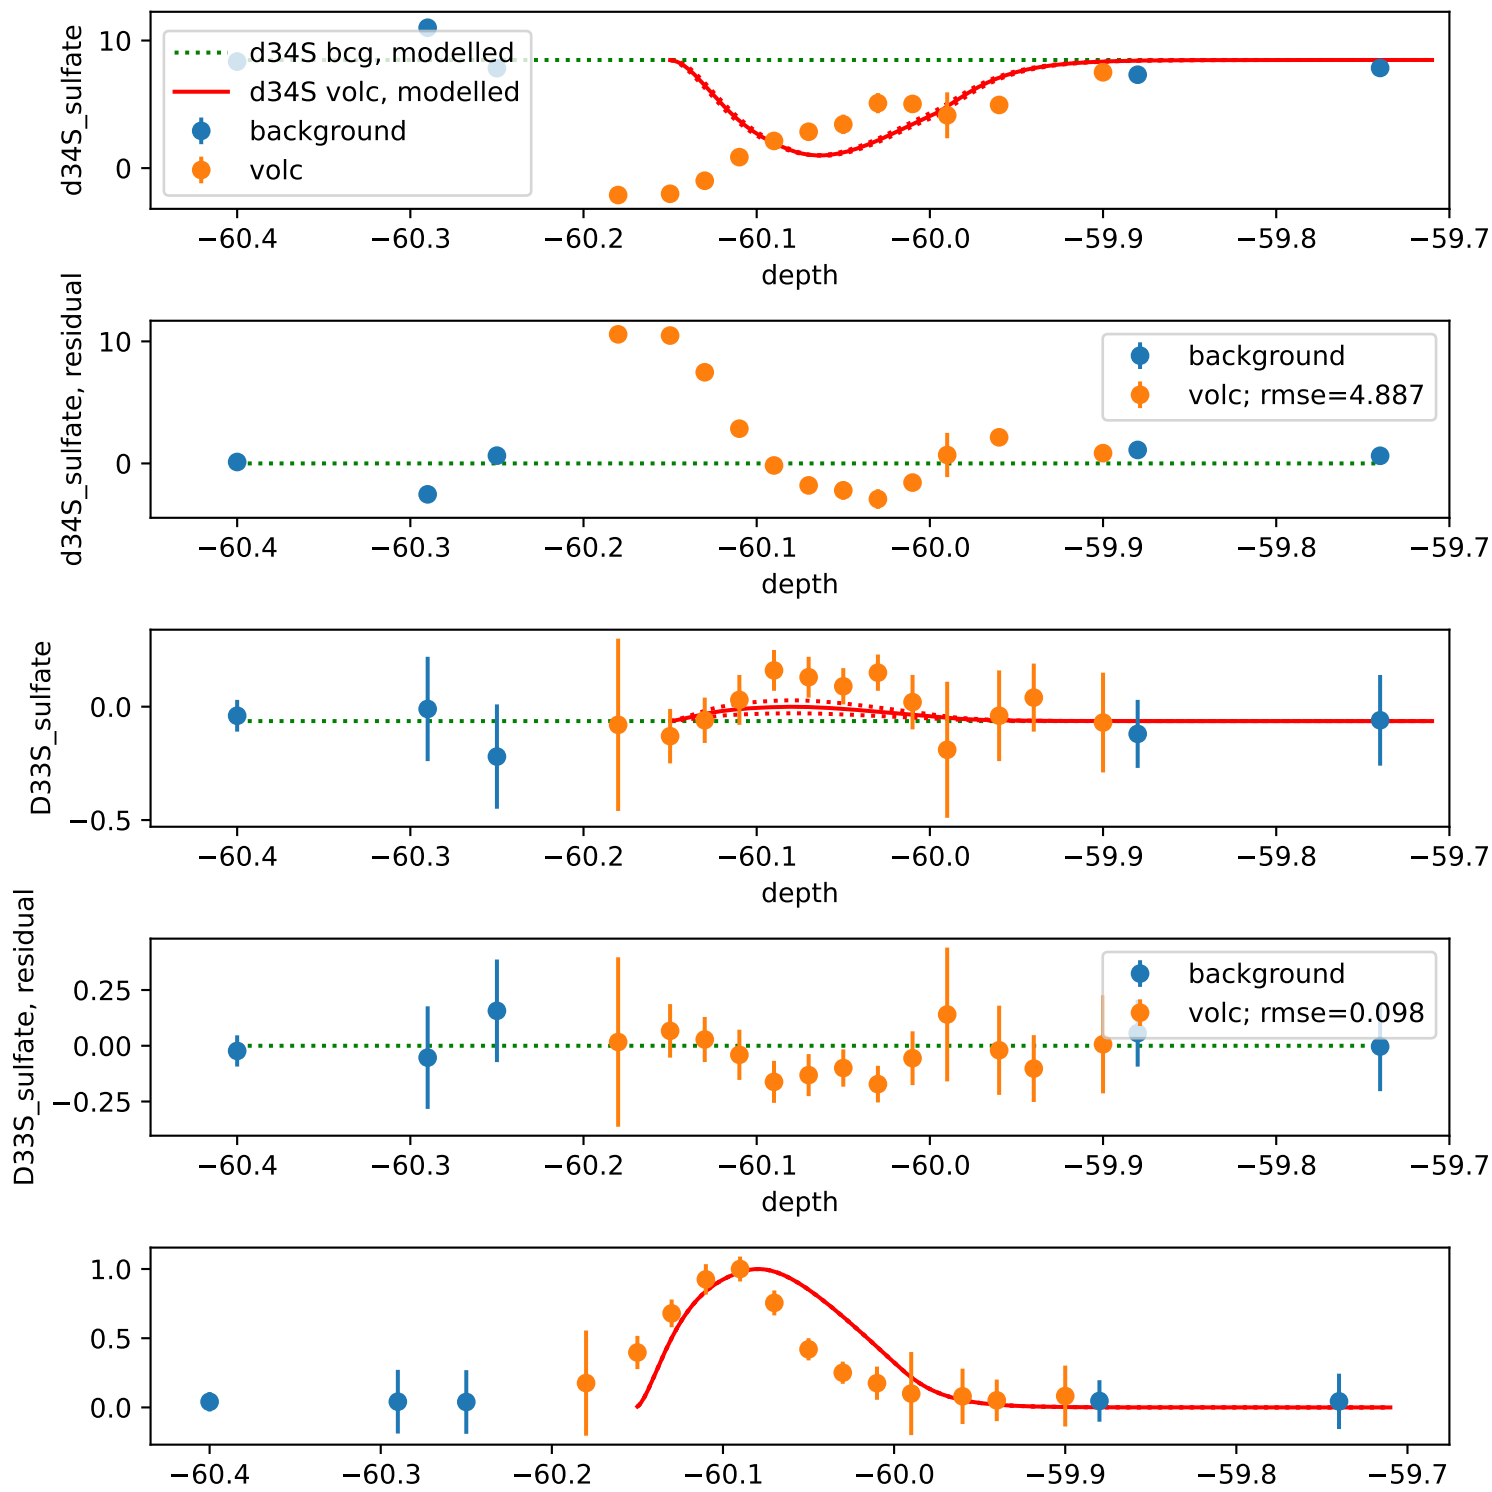 d34S_sulfate
10
0
d34S bcg, modelled
d34S volc, modelled
background
volc
−60.4 −60.3 −60.2 −60.1 −60.0 −59.9 −59.8 −59.7
depth
d34S_sulfate, residual
10
0
background
volc; rmse=4.887
−60.4 −60.3 −60.2 −60.1 −60.0 −59.9 −59.8 −59.7
depth
D33S_sulfate
0.0
−0.5
−60.4 −60.3 −60.2 −60.1 −60.0 −59.9 −59.8 −59.7
depth
D33S_sulfate, residual
0.25
0.00
−0.25
background
volc; rmse=0.098
−60.4 −60.3 −60.2 −60.1 −60.0 −59.9 −59.8 −59.7
depth
1.0
0.5
0.0
−60.4 −60.3 −60.2 −60.1 −60.0 −59.9 −59.8 −59.7